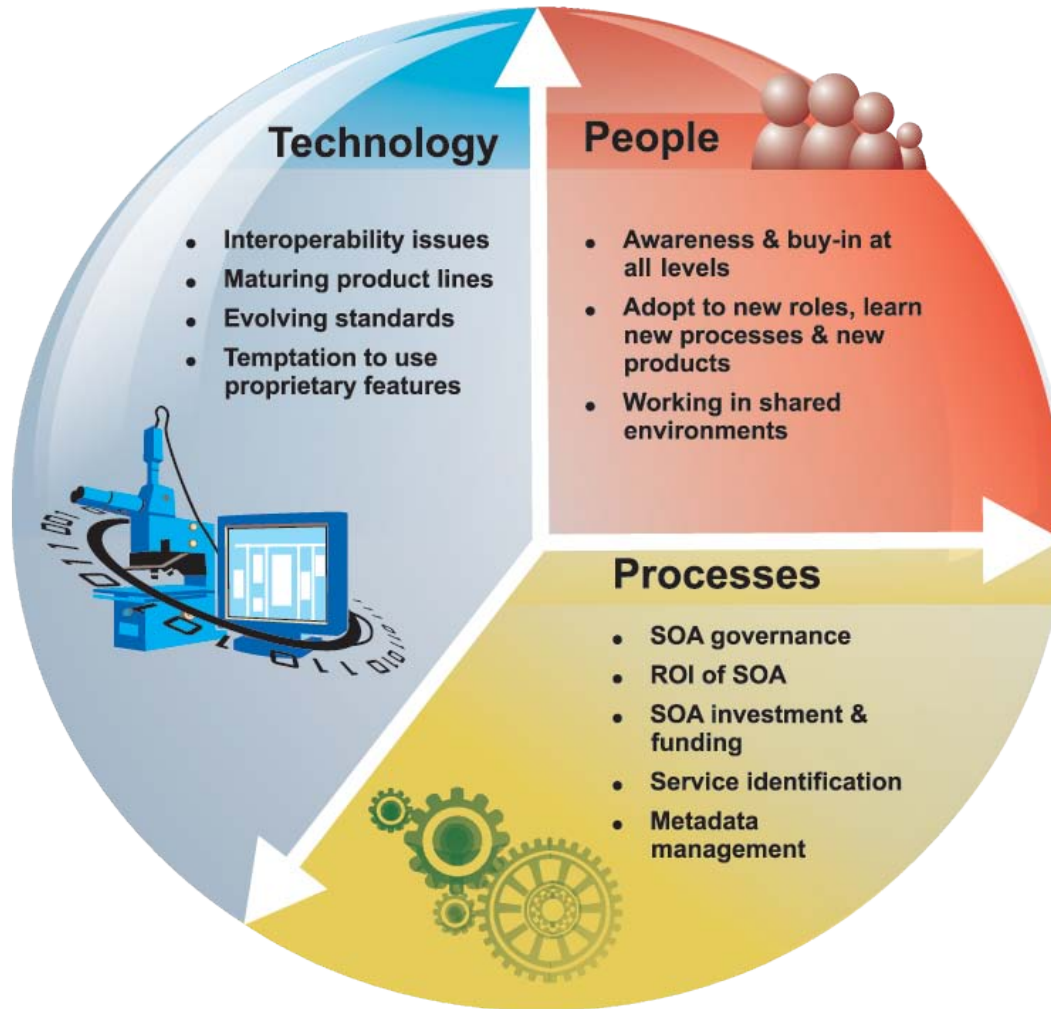 Technology
• Interoperability issues
• Maturing product lines
• Evolving standards
• Temptation to use
proprietary features
People
• Awareness & buy-in at
all levels
• Adopt to new roles, learn
new processes & new
products
• Working in shared
environments
Processes
• SOA governance
• ROI of SOA
• SOA investment &
funding
• Service identification
• Metadada
management